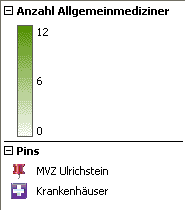 Anzahl Allgemeinmediziner
12
6
0
Pins
MVZ Ulrichstein
Krankenhäuser